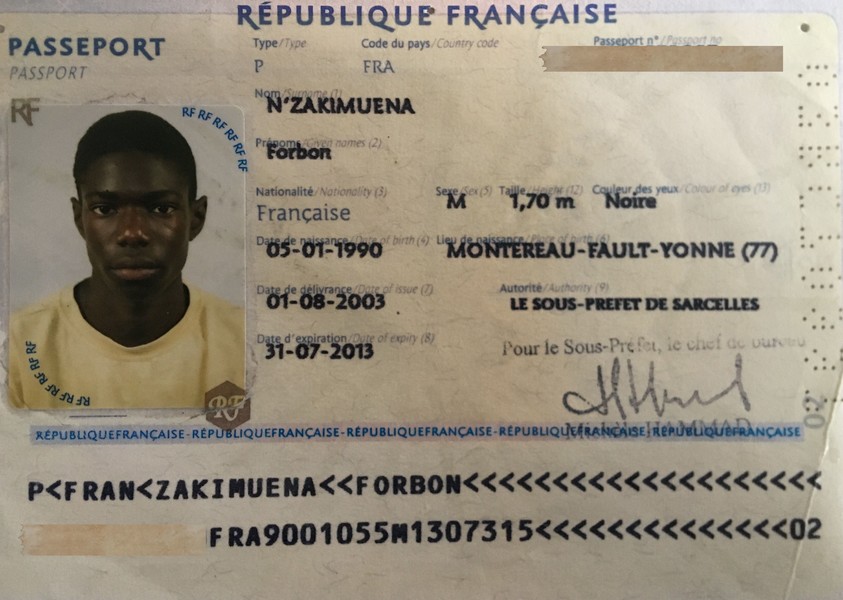 RÉPUBLIQUE FRANÇAISE
PASSEPORT
PASSPORT
Type/Type Code du pays/Country code Passeport n°/Passport no
P FRA
Nom/Surname (1)
N'ZAKIMUENA
Prénoms/Given names (2)
Forbon
Nationalité/Nationality (3) Sexe/Sex(5) Taille/Height(12) Couleur des yeux/Colour of eyes (13)
Française M 1,70 m Noire
Date de naissance/Date of birth (4) Lieu de naissance/Place of birth (6)
05-01-1990 MONTEREAU-FAULT-YONNE (77)
Date de délivrance/Date of issue (7) Autorité/Authority (9)
01-08-2003 LE SOUS-PREFET DE SARCELLES
Date d'expiration/Date of expiry (8)
31-07-2013 Pour le Sous-Préfet, le chef de bureau
RF
RF RF RF RF RF RF
RF RF RF RF RF RF
RF
HAMMAD
02
RÉPUBLIQUEFRANÇAISE-RÉPUBLIQUEFRANÇAISE-RÉPUBLIQUEFRANÇAISE-RÉPUBLIQUEFRANÇAISE-RÉPUBLIQUEFRANÇAISE
P<FRAN<ZAKIMUENA<<FORBON<<<<<<<<<<<<<<<<<<<<
FRA9001055M1307315<<<<<<<<<<<<<<02